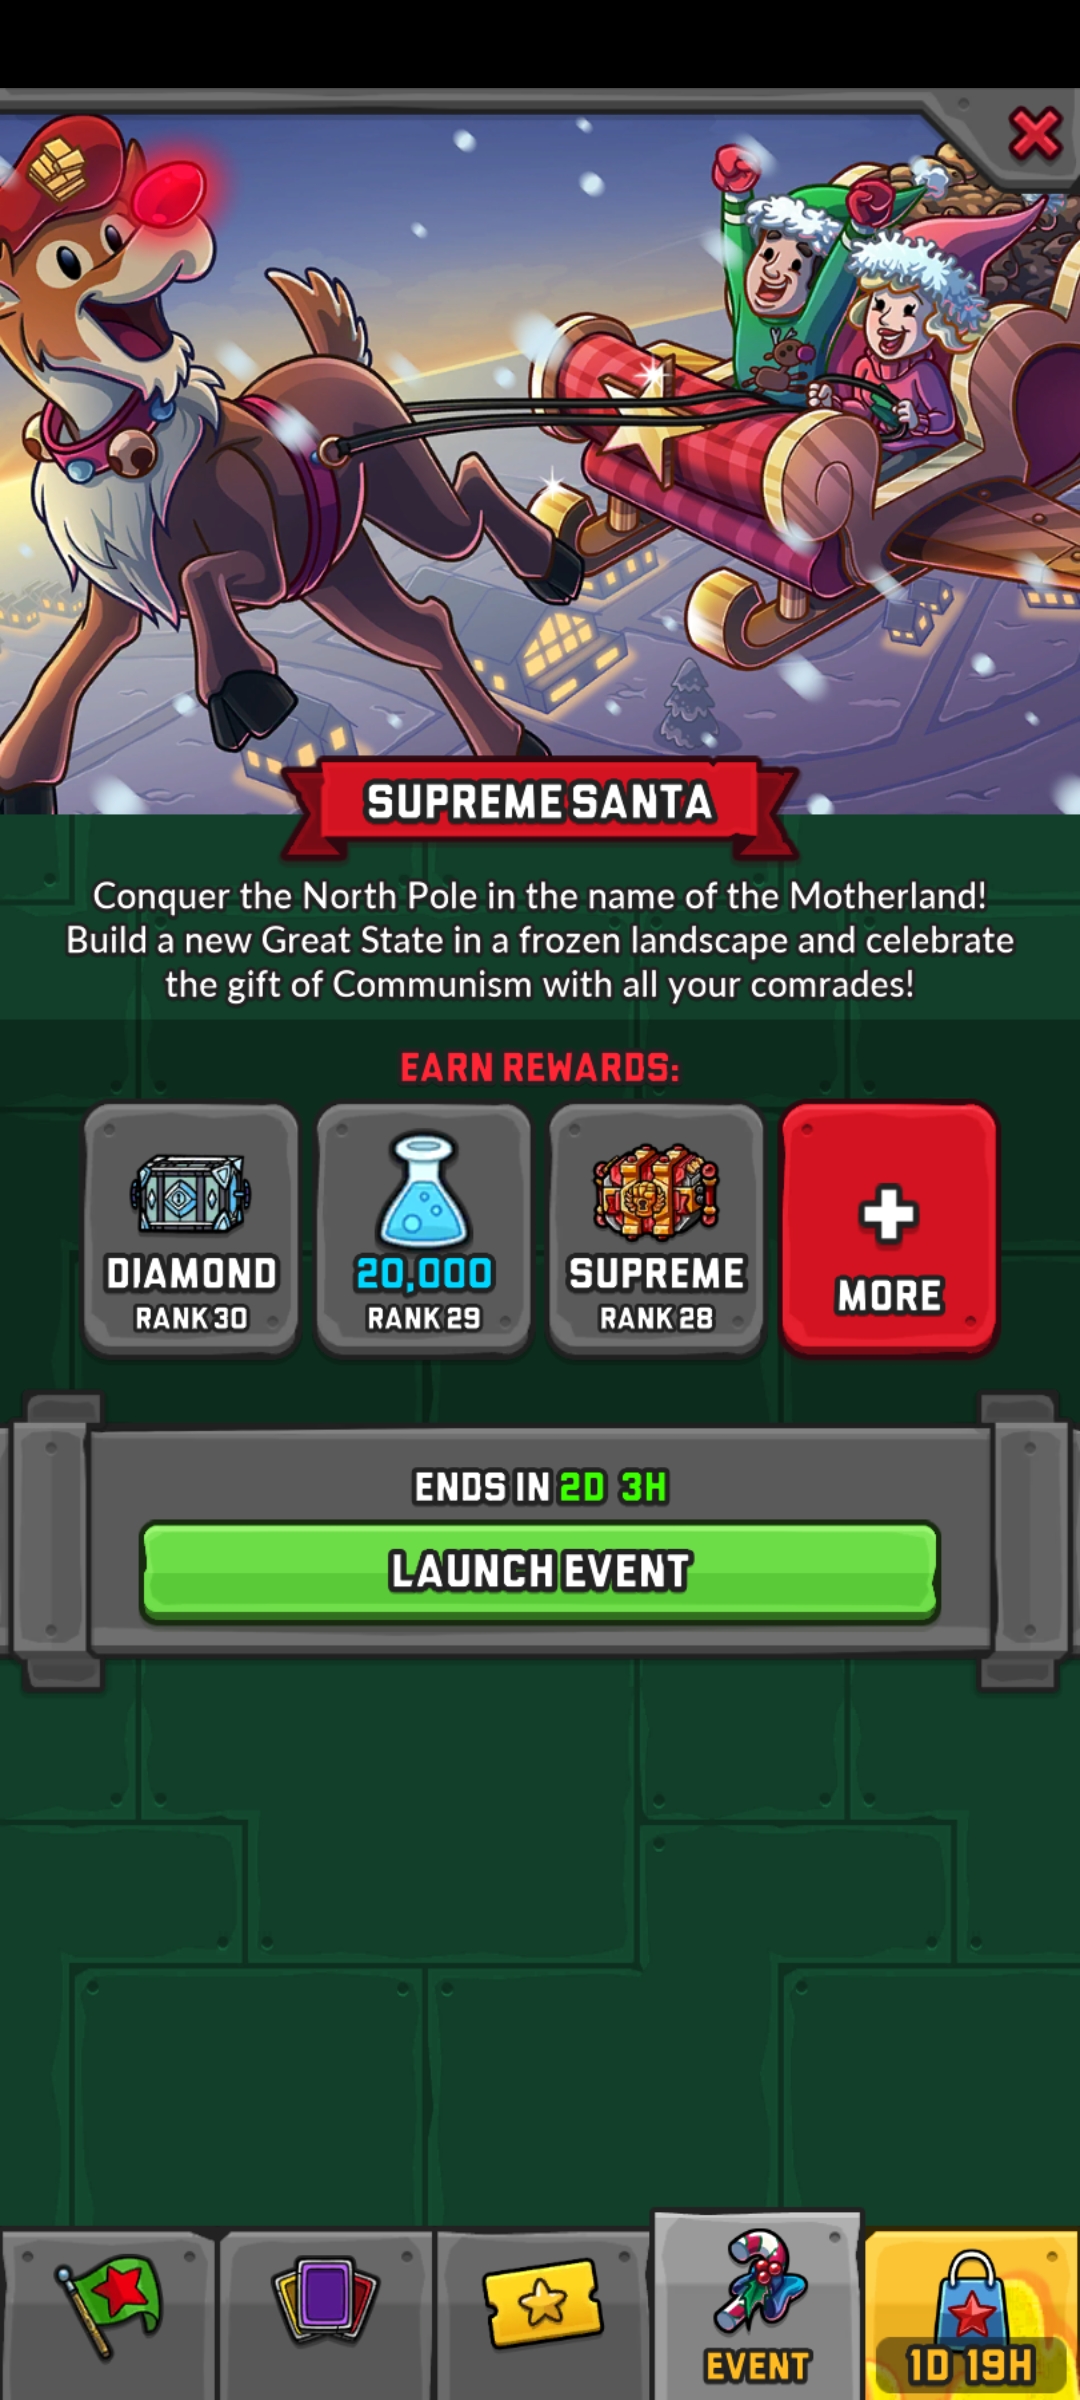 SUPREME SANTA
Conquer the North Pole in the name of the Motherland!
Build a new Great State in a frozen landscape and celebrate
the gift of Communism with all your comrades!
EARN REWARDS:
DIAMOND
RANK 30
20,000
RANK 29
SUPREME
RANK 28
MORE
ENDS IN 2D 3H
LAUNCH EVENT
EVENT
1D 19H